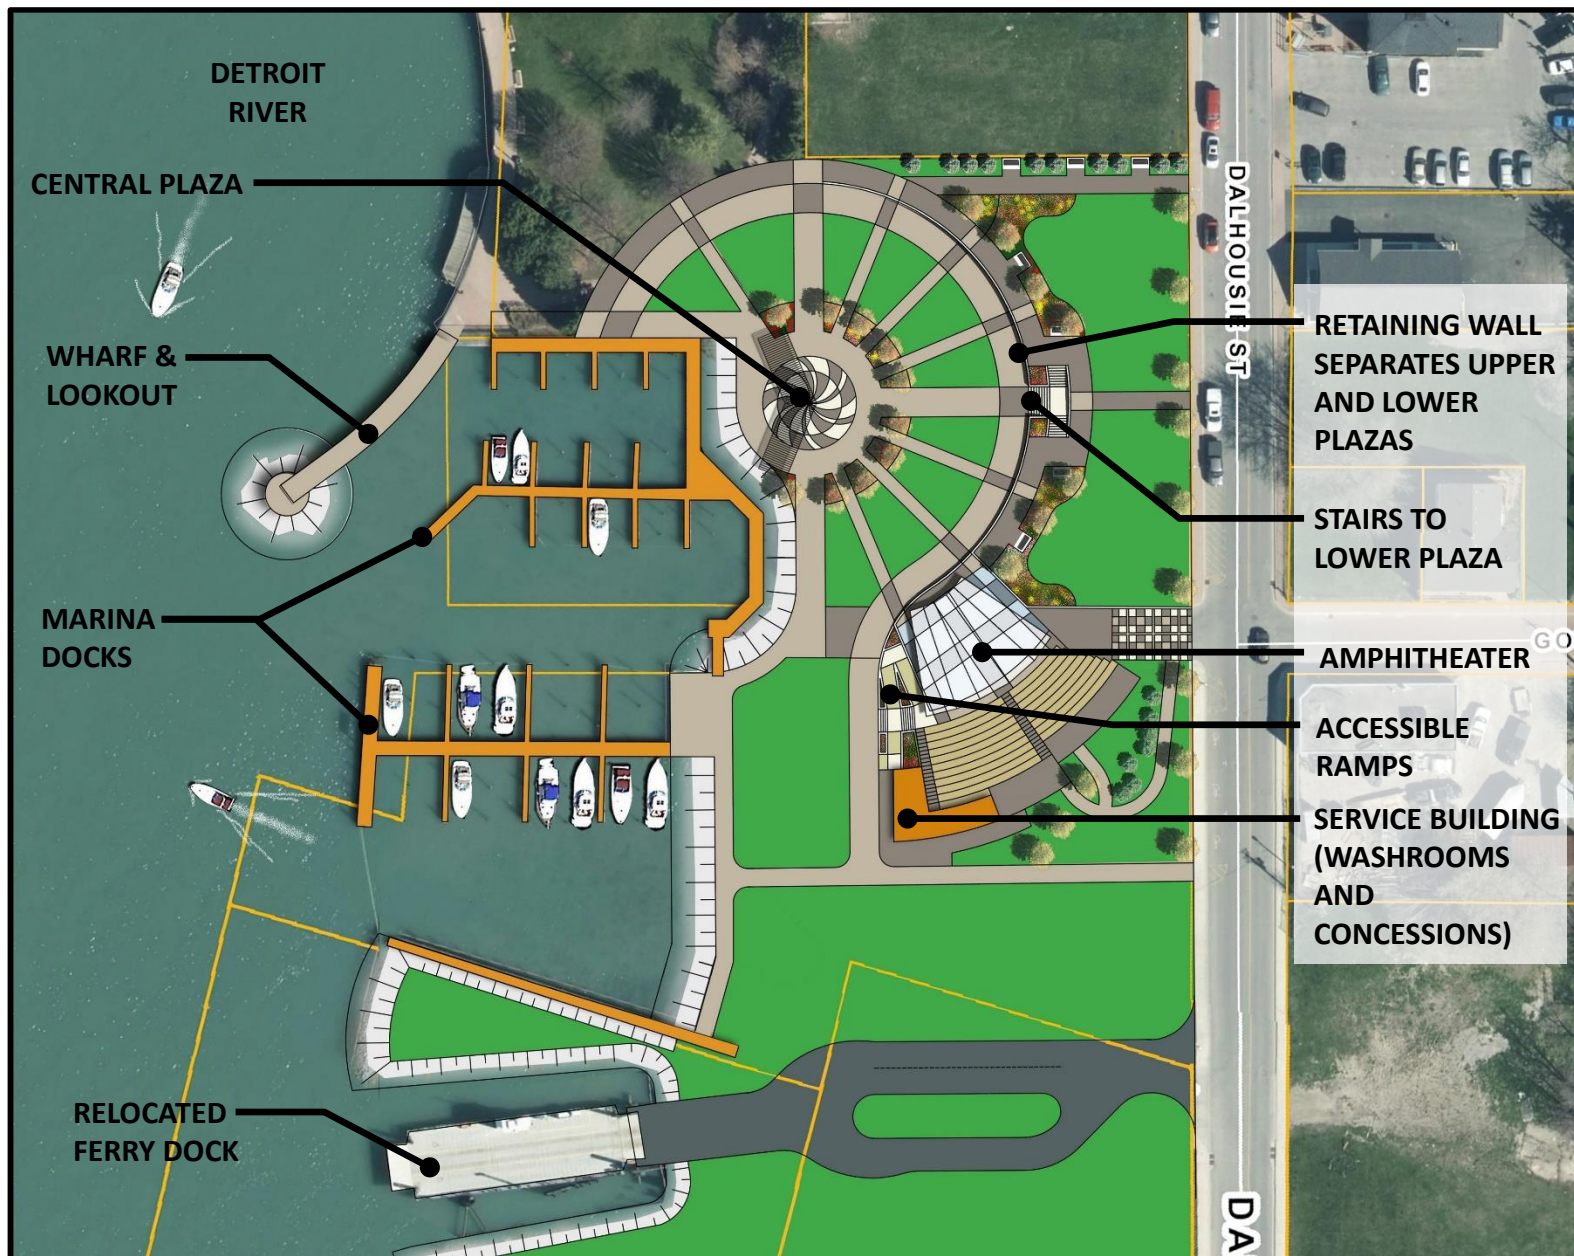 DETROIT
RIVER
CENTRAL PLAZA
WHARF &
LOOKOUT
MARINA
DOCKS
RELOCATED
FERRY DOCK
DALHOUSIE ST
RETAINING WALL
SEPARATES UPPER
AND LOWER
PLAZAS
STAIRS TO
LOWER PLAZA
GO
AMPHITHEATER
ACCESSIBLE
RAMPS
SERVICE BUILDING
(WASHROOMS
AND
CONCESSIONS)
DA